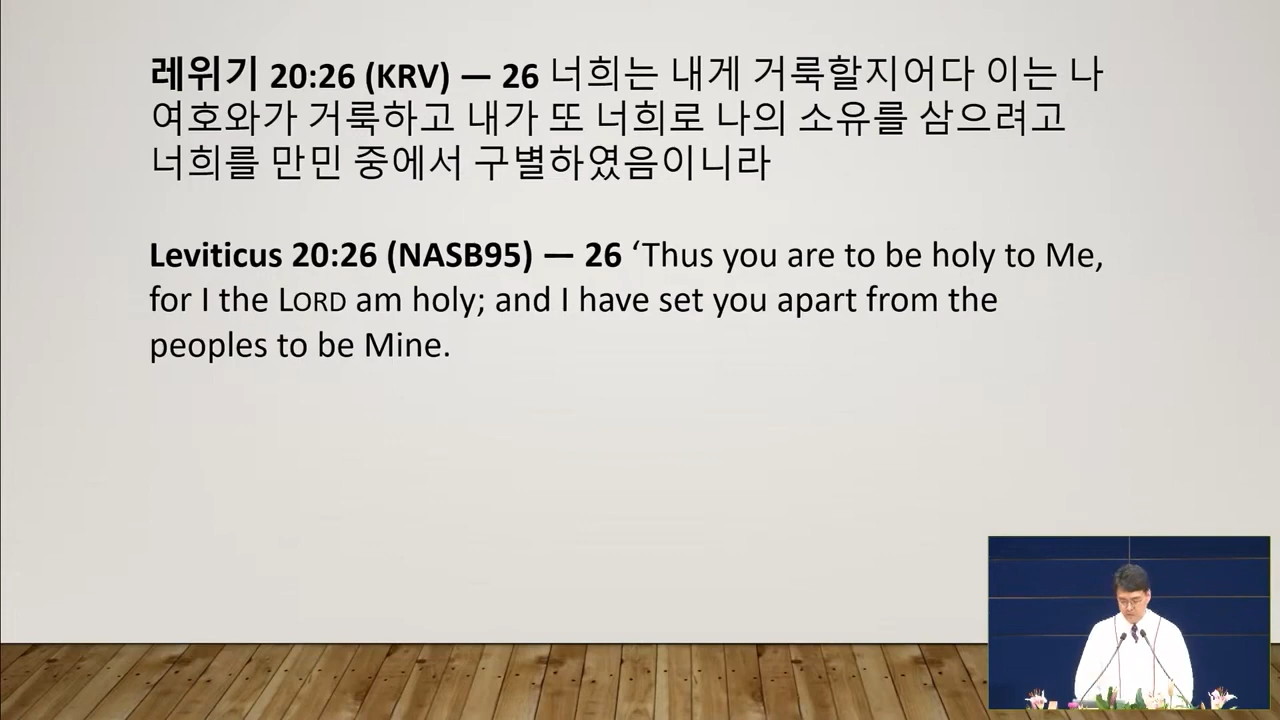 레위기 20:26 (KRV) — 26 너희는 내게 거룩할지어다 이는 나
여호와가 거룩하고 내가 또 너희로 나의 소유를 삼으려고
너희를 만민 중에서 구별하였음이니라
Leviticus 20:26 (NASB95) — 26 ‘Thus you are to be holy to Me,
for I the LORD am holy; and I have set you apart from the
peoples to be Mine.